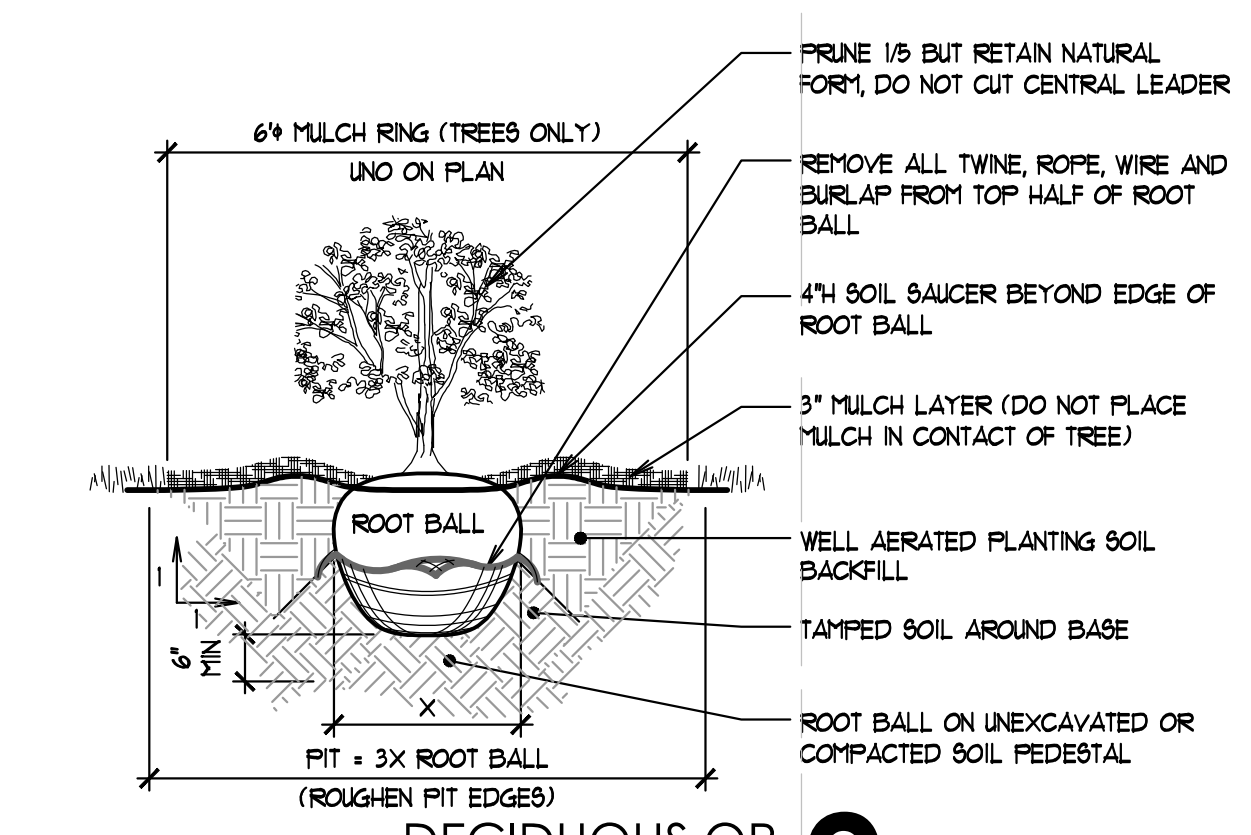 PRUNE 1/5 BUT RETAIN NATURAL
FORM, DO NOT CUT CENTRAL LEADER
6'φ MULCH RING (TREES ONLY)
UNO ON PLAN
REMOVE ALL TWINE, ROPE, WIRE AND
BURLAP FROM TOP HALF OF ROOT
BALL
4"H SOIL SAUCER BEYOND EDGE OF
ROOT BALL
3" MULCH LAYER (DO NOT PLACE
MULCH IN CONTACT OF TREE)
ROOT BALL
WELL AERATED PLANTING SOIL
BACKFILL
1
1
TAMPED SOIL AROUND BASE
6"
MIN
X
ROOT BALL ON UNEXCAVATED OR
COMPACTED SOIL PEDESTAL
PIT = 3X ROOT BALL
(ROUGHEN PIT EDGES)
DECIDUOUS OR